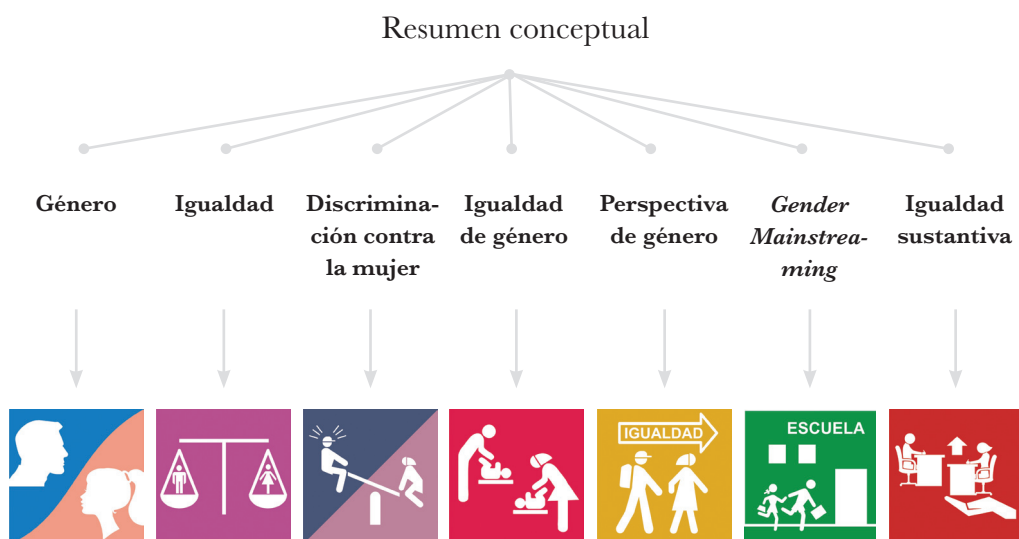 Resumen conceptual
Género
Igualdad
Discrimina-
ción contra
la mujer
Igualdad
de género
Perspectiva
de género
Gender
Mainstrea-
ming
Igualdad
sustantiva
IGUALDAD
ESCUELA